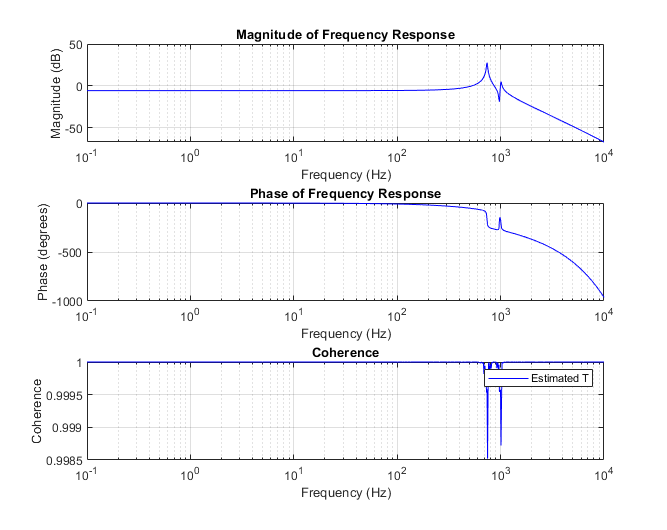 Magnitude of Frequency Response
Magnitude (dB)
50
0
-50
10^-1 10^0 10^1 10^2 10^3 10^4
Frequency (Hz)
Phase of Frequency Response
Phase (degrees)
0
-500
-1000
10^-1 10^0 10^1 10^2 10^3 10^4
Frequency (Hz)
Coherence
Coherence
1
0.9995
0.999
0.9985
Estimated T
10^-1 10^0 10^1 10^2 10^3 10^4
Frequency (Hz)